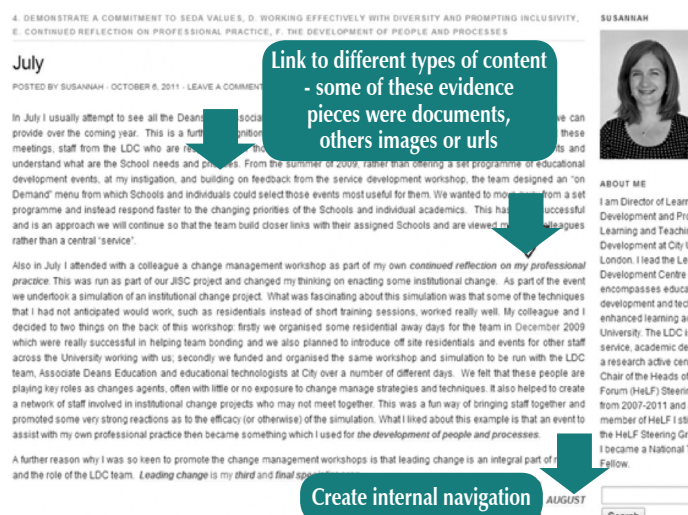 4. DEMONSTRATE A COMMITMENT TO SEDA VALUES, D. WORKING EFFECTIVELY WITH DIVERSITY AND PROMPTING INCLUSIVITY,
E. CONTINUED REFLECTION ON PROFESSIONAL PRACTICE, F. THE DEVELOPMENT OF PEOPLE AND PROCESSES
July
POSTED BY SUSANNAH · OCTOBER 6, 2011 · LEAVE A COMMENT
Link to different types of content
- some of these evidence
pieces were documents,
others images or urls
In July I usually attempt to see all the Deans we can
provide over the coming year. This is a these
meetings, staff from the LDC who are and
understand what are the School needs and From the summer of 2009, rather than offering a set programme of educational
development events, at my instigation, and building on feedback from the service development workshop, the team designed an "on
Demand" menu from which Schools and individuals could select those events most useful for them. We wanted to from a set
programme and instead respond faster to the changing priorities of the Schools and individual academics. This successful
and is an approach we will continue so that the team build closer links with their assigned Schools and are viewed
rather than a central "service".
Also in July I attended with a colleague a change management workshop as part of my own continued reflection on my professional
practice. This was run as part of our JISC project and changed my thinking on enacting some institutional change. As part of the event
we undertook a simulation of an institutional change project. What was fascinating about this simulation was that some of the techniques
that I had not anticipated would work, such as residentials instead of short training sessions, worked really well. My colleague and I
decided to two things on the back of this workshop: firstly we organised some residential away days for the team in December 2009
which were really successful in helping team bonding and we also planned to introduce off site residentials and events for other staff
across the University working with us; secondly we funded and organised the same workshop and simulation to be run with the LDC
team, Associate Deans Education and educational technologists at City over a number of different days. We felt that these people are
playing key roles as changes agents, often with little or no exposure to change manage strategies and techniques. It also helped to create
a network of staff involved in institutional change projects who may not meet together. This was a fun way of bringing staff together and
promoted some very strong reactions as to the efficacy (or otherwise) of the simulation. What I liked about this example is that an event to
assist with my own professional practice then became something which I used for the development of people and processes.
A further reason why I was so keen to promote the change management workshops is that leading change is an integral part of
and the role of the LDC team. Leading change is my third and final
Create internal navigation
AUGUST
SUSANNAH
ABOUT ME
I am Director of Learn
Development and Pro
Learning and Teachin
Development at City U
London. I lead the Le
Development Centre
encompasses educa
development and tec
enhanced learning a
University. The LDC i
service, academic de
a research active cen
Chair of the Heads of
Forum (HeLF) Steerin
from 2007-2011 and
member of HeLF I sti
the HeLF Steering Gr
I became a National T
Fellow.
Search